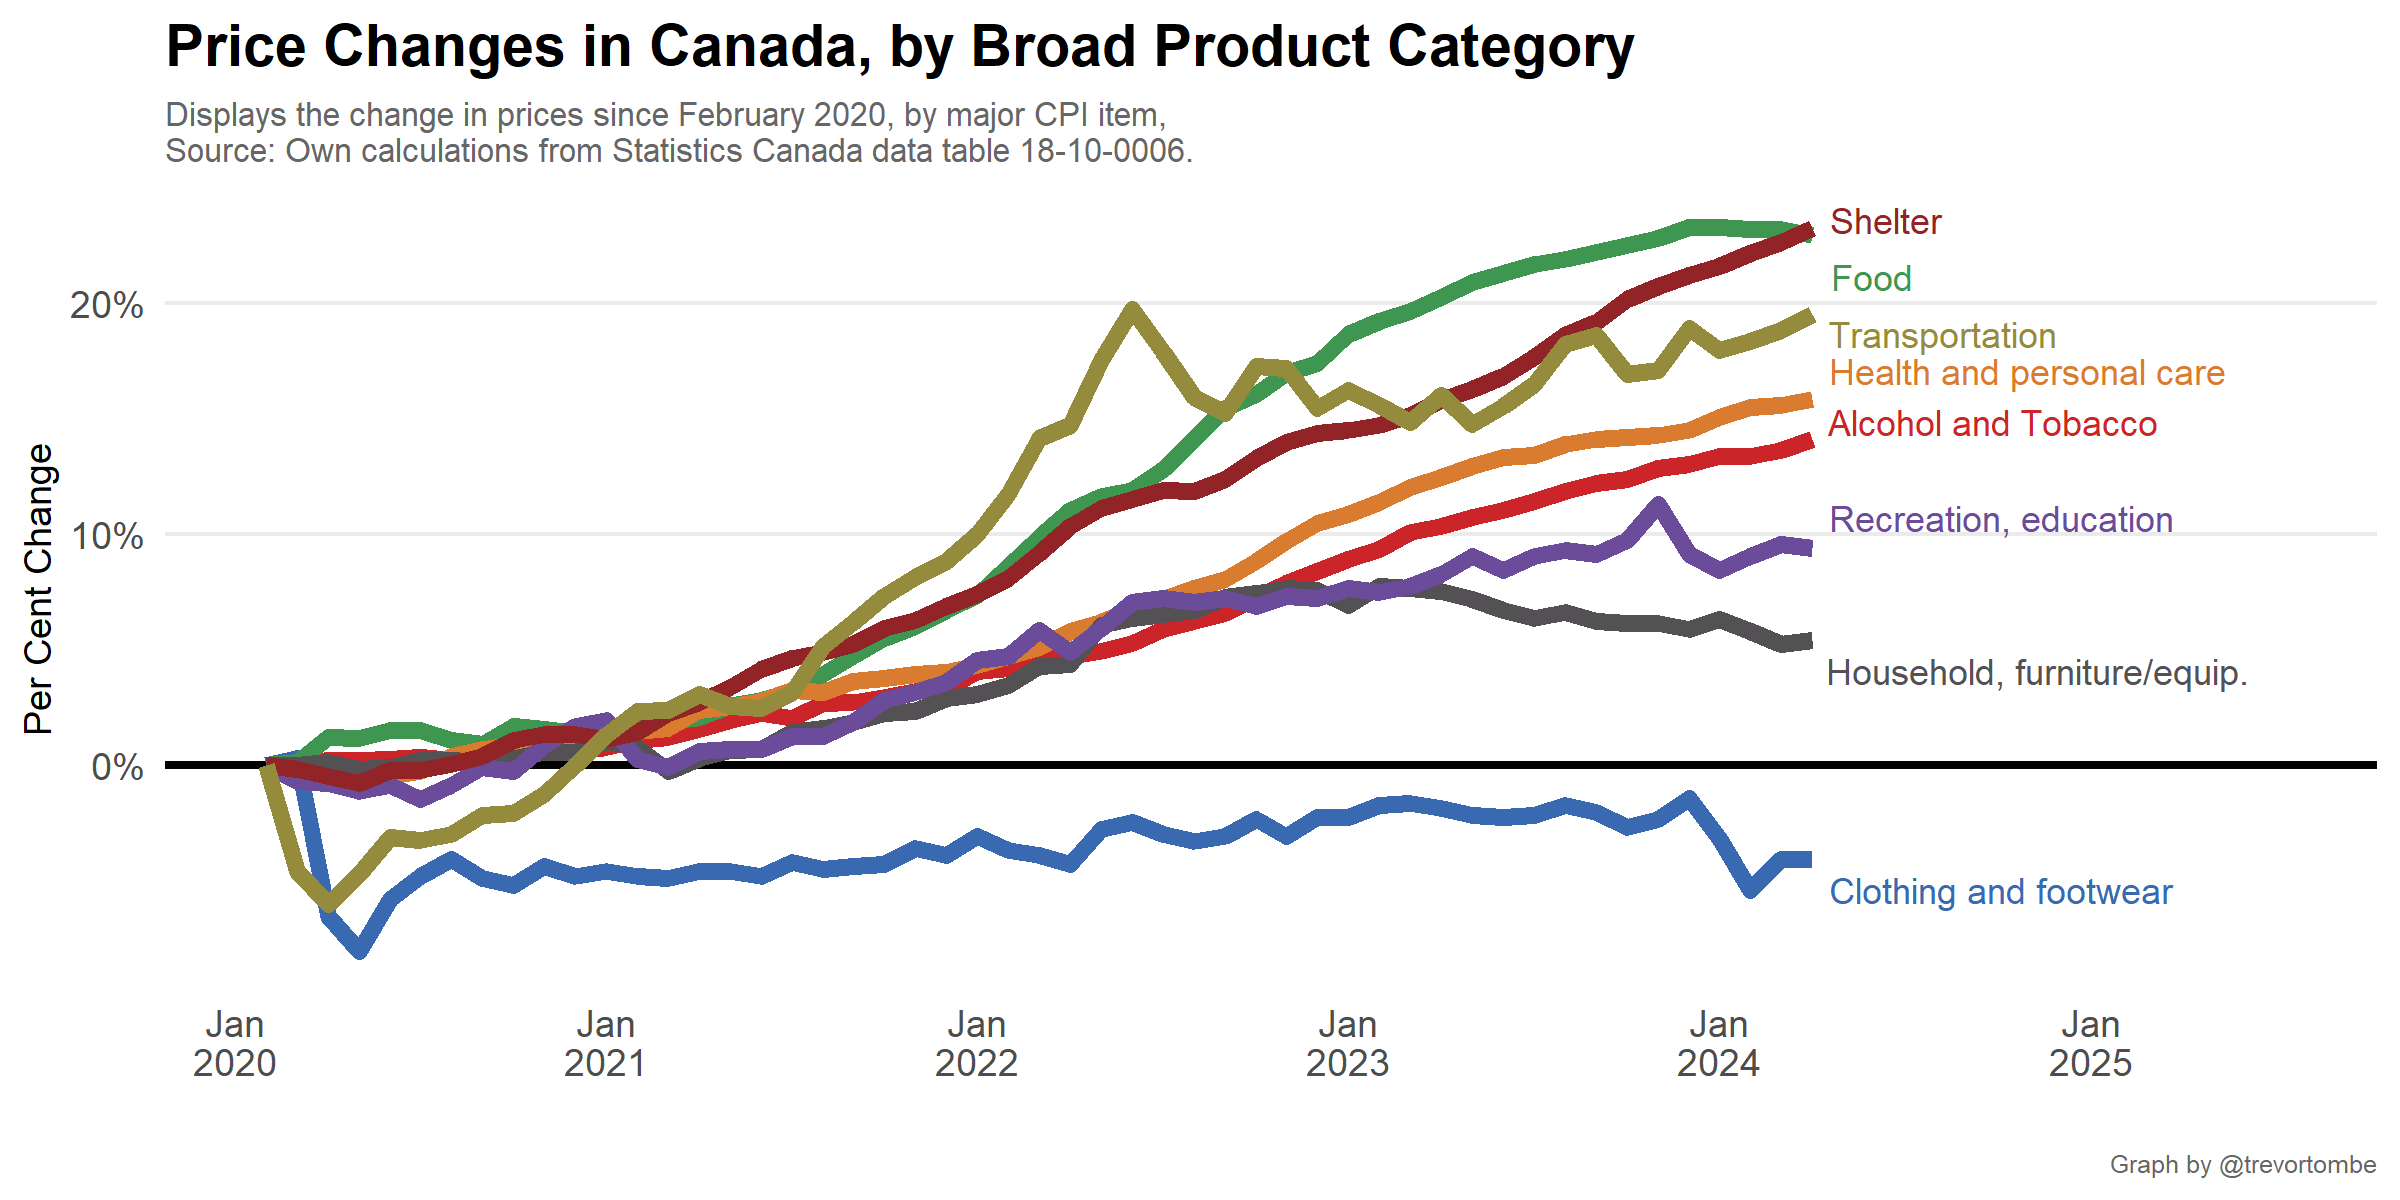 Price Changes in Canada, by Broad Product Category
Displays the change in prices since February 2020, by major CPI item,
Source: Own calculations from Statistics Canada data table 18-10-0006.
Per Cent Change
20%
10%
0%
Shelter
Food
Transportation
Health and personal care
Alcohol and Tobacco
Recreation, education
Household, furniture/equip.
Clothing and footwear
Jan
2020
Jan
2021
Jan
2022
Jan
2023
Jan
2024
Jan
2025
Graph by @trevortombe